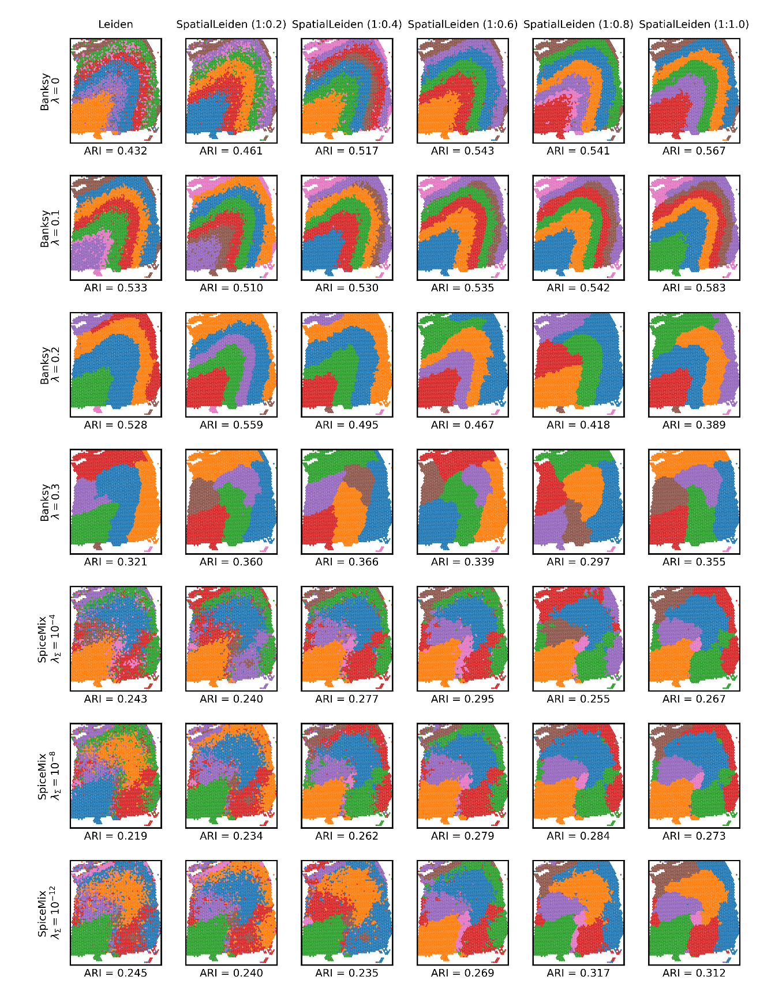 Leiden SpatialLeiden (1:0.2) SpatialLeiden (1:0.4) SpatialLeiden (1:0.6) SpatialLeiden (1:0.8) SpatialLeiden (1:1.0)
Banksy
λ = 0
ARI = 0.432 ARI = 0.461 ARI = 0.517 ARI = 0.543 ARI = 0.541 ARI = 0.567
Banksy
λ = 0.1
ARI = 0.533 ARI = 0.510 ARI = 0.530 ARI = 0.535 ARI = 0.542 ARI = 0.583
Banksy
λ = 0.2
ARI = 0.528 ARI = 0.559 ARI = 0.495 ARI = 0.467 ARI = 0.418 ARI = 0.389
Banksy
λ = 0.3
ARI = 0.321 ARI = 0.360 ARI = 0.366 ARI = 0.339 ARI = 0.297 ARI = 0.355
SpiceMix
λ_Σ = 10⁻⁴
ARI = 0.243 ARI = 0.240 ARI = 0.277 ARI = 0.295 ARI = 0.255 ARI = 0.267
SpiceMix
λ_Σ = 10⁻⁸
ARI = 0.219 ARI = 0.234 ARI = 0.262 ARI = 0.279 ARI = 0.284 ARI = 0.273
SpiceMix
λ_Σ = 10⁻¹²
ARI = 0.245 ARI = 0.240 ARI = 0.235 ARI = 0.269 ARI = 0.317 ARI = 0.312